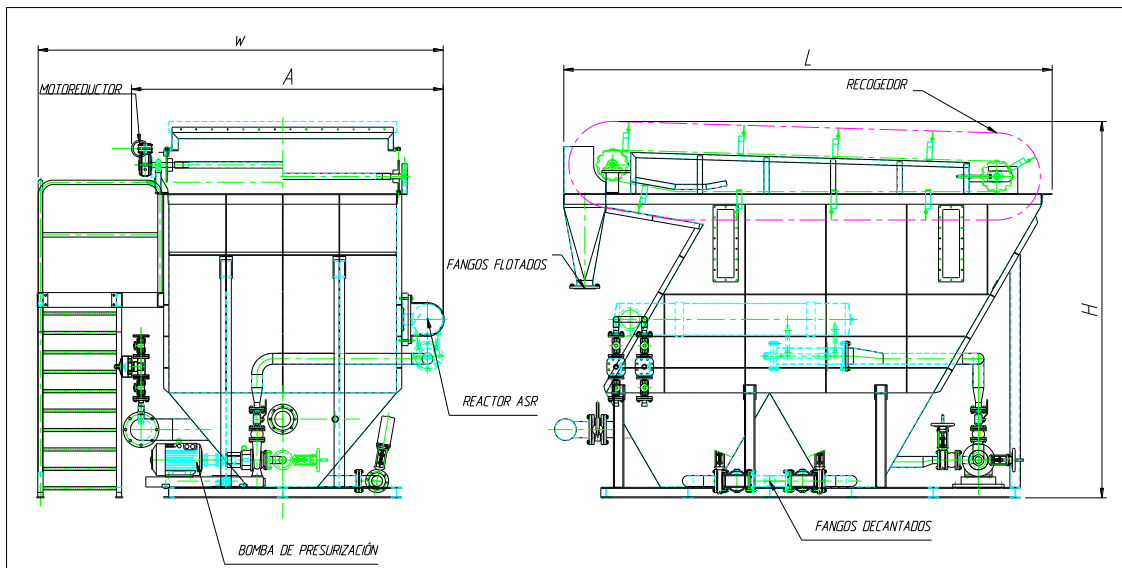 W
A
MOTOREDUCTOR
REACTOR ASR
BOMBA DE PRESURIZACIÓN
L
RECOGEDOR
FANGOS FLOTADOS
H
FANGOS DECANTADOS